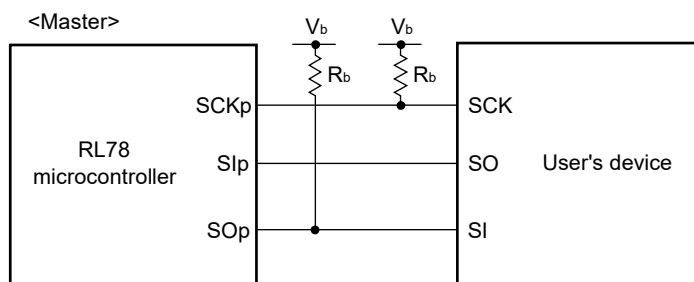 <Master>
Vb
Vb
Rb
Rb
SCKp
SCK
RL78
microcontroller
SIp
SO
User's device
SOp
SI